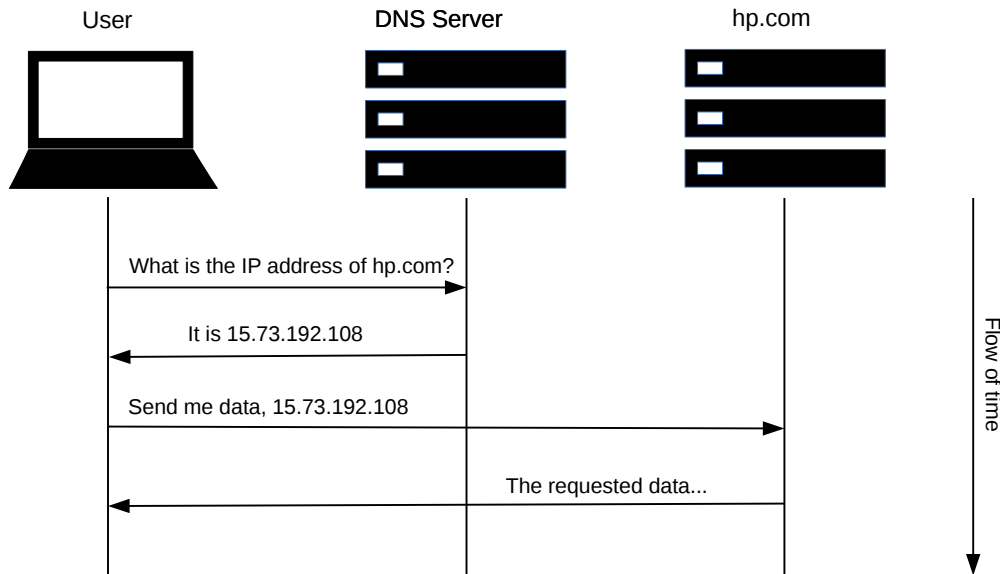 User
DNS Server
hp.com
What is the IP address of hp.com?
It is 15.73.192.108
Send me data, 15.73.192.108
The requested data...
Flow of time